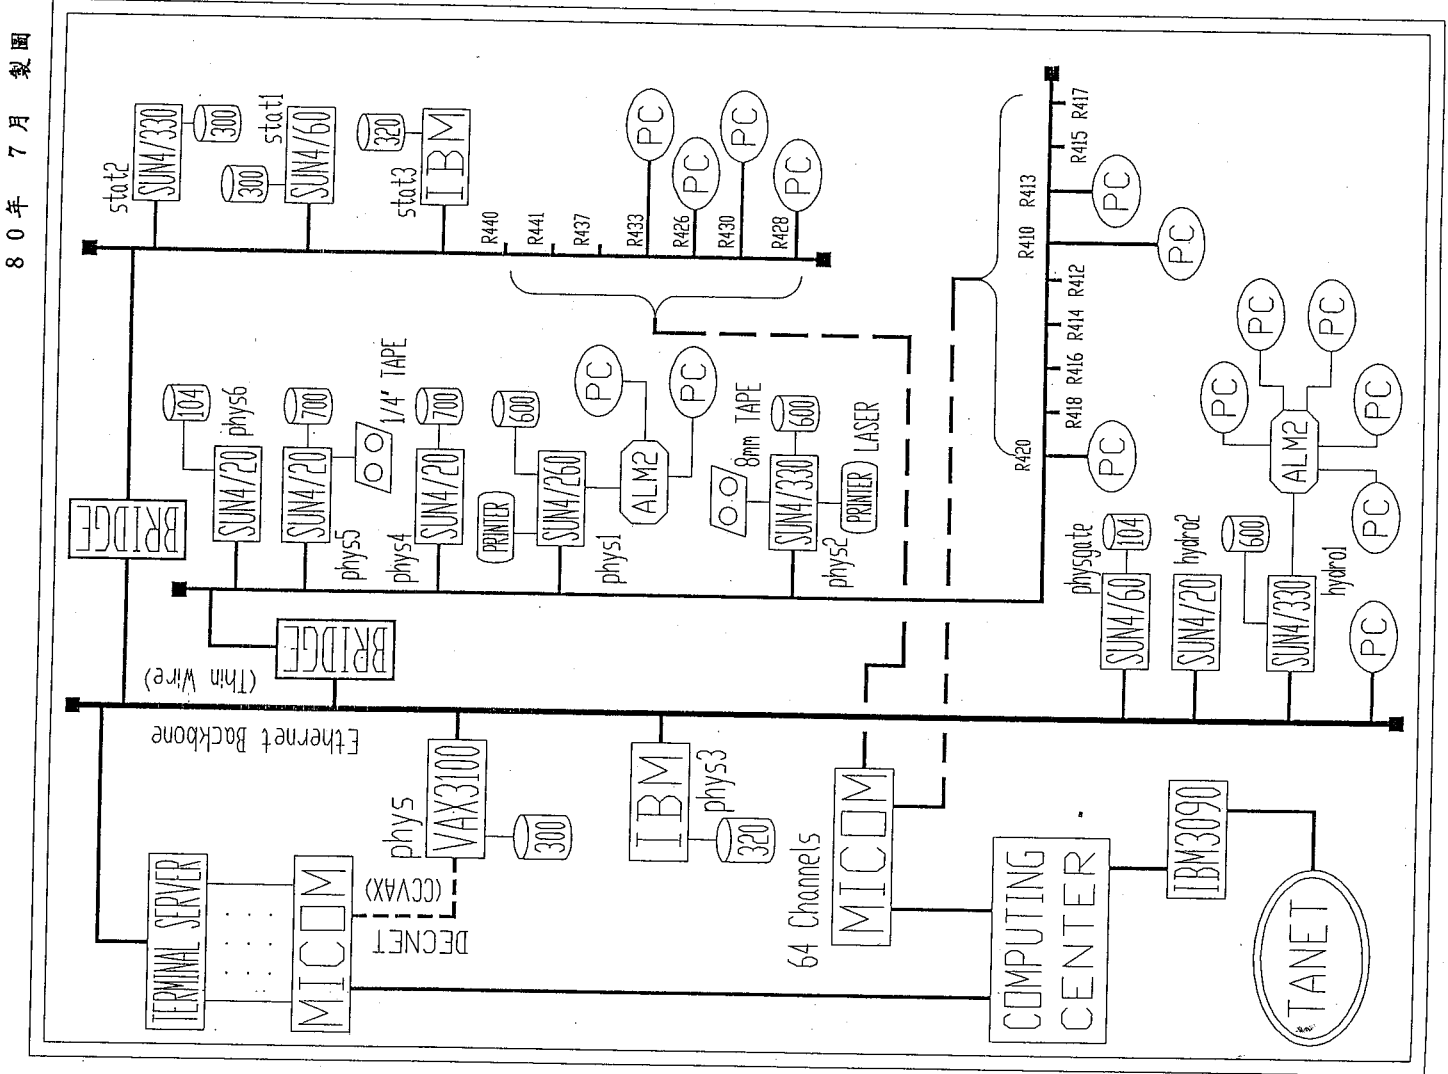 80年 7月 製圖
stat2
SUN4/330
300
stat1
SUN4/60
300
stat3
IBM
320
R440
R441
R437
R433
R426
R430
R428
PC
PC
PC
PC
BRIDGE
104
SUN4/20
phys6
700
SUN4/20
phys5
1/4' TAPE
700
SUN4/20
phys4
600
SUN4/260
phys1
PRINTER
ALM2
PC
PC
8mm TAPE
600
SUN4/330
phys2
PRINTER
LASER
R420
R418
R416
R414
R412
R410
R413
R415
R417
PC
PC
PC
BRIDGE
(Thin Wire)
Ethernet Backbone
physgate
SUN4/60
104
hydro2
SUN4/20
600
SUN4/330
hydro1
ALM2
PC
PC
PC
PC
PC
PC
TERMINAL SERVER
MICOM
DECNET
(CCVAX)
phys
VAX3100
300
IBM
phys3
320
64 Channels
MICOM
COMPUTING
CENTER
IBM3090
TANET